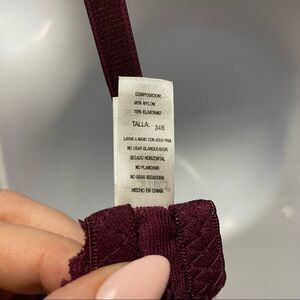 COMPOSICION:
90% NYLON
10% ELASTANO
TALLA: 34B
LAVAR A MANO CON AGUA FRIA
NO USAR BLANQUEADOR
SECADO HORIZONTAL
NO PLANCHAR
NO USAR SECADORA
HECHO EN CHINA